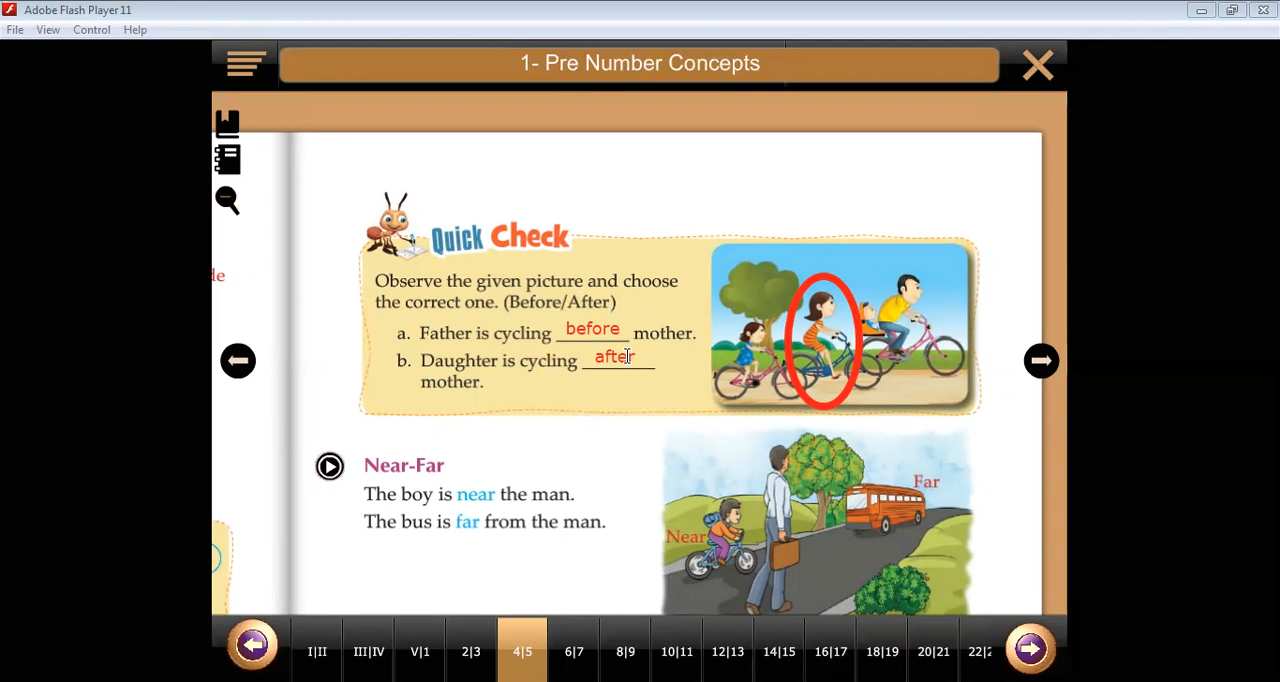 Adobe Flash Player 11
File View Control Help
1- Pre Number Concepts
de
Quick Check
Observe the given picture and choose
the correct one. (Before/After)
a. Father is cycling before mother.
b. Daughter is cycling after
mother.
Near-Far
The boy is near the man.
The bus is far from the man.
Far
Near
I|II III|IV V|1 2|3 4|5 6|7 8|9 10|11 12|13 14|15 16|17 18|19 20|21